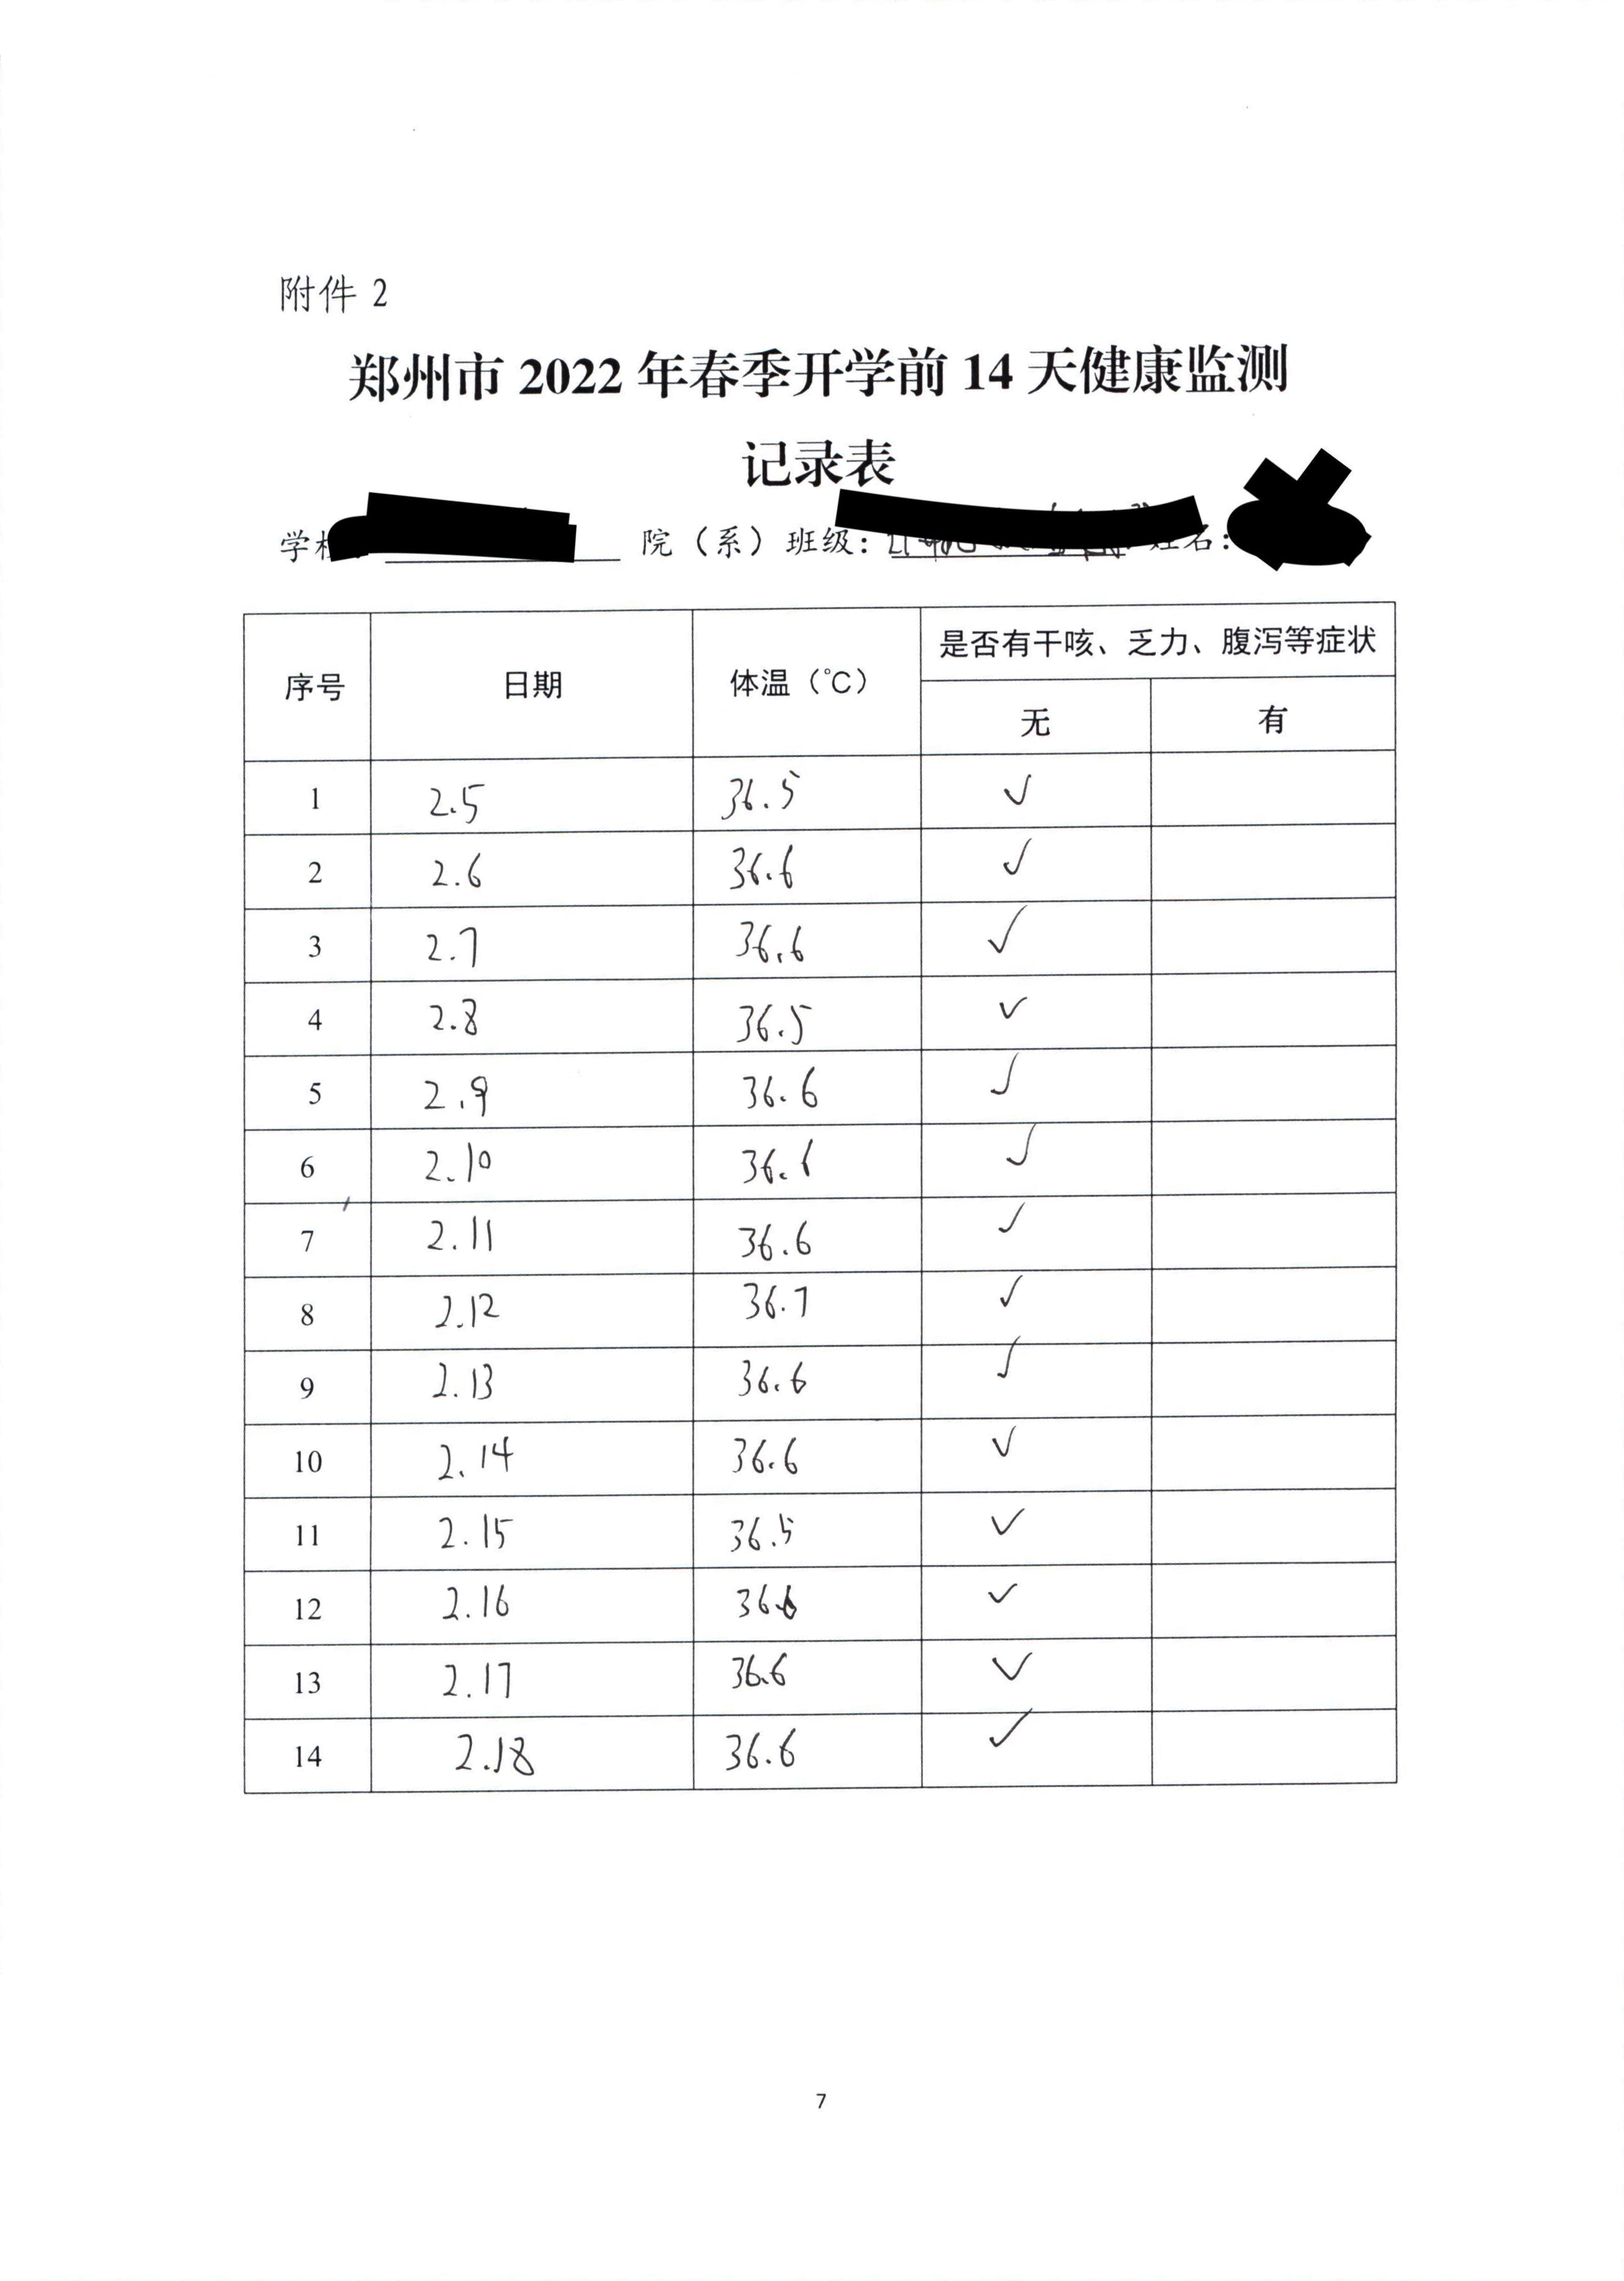 附件 2
郑州市 2022 年春季开学前 14 天健康监测
记录表
学 院（系）班级： 姓名：
序号 日期 体温（℃） 是否有干咳、乏力、腹泻等症状
无 有
1 2.5 36.5 ✓
2 2.6 36.6 ✓
3 2.7 36.6 ✓
4 2.8 36.5 ✓
5 2.9 36.6 ✓
6 2.10 36.6 ✓
7 2.11 36.6 ✓
8 2.12 36.7 ✓
9 2.13 36.6 ✓
10 2.14 36.6 ✓
11 2.15 36.5 ✓
12 2.16 36.6 ✓
13 2.17 36.6 ✓
14 2.18 36.6 ✓
7